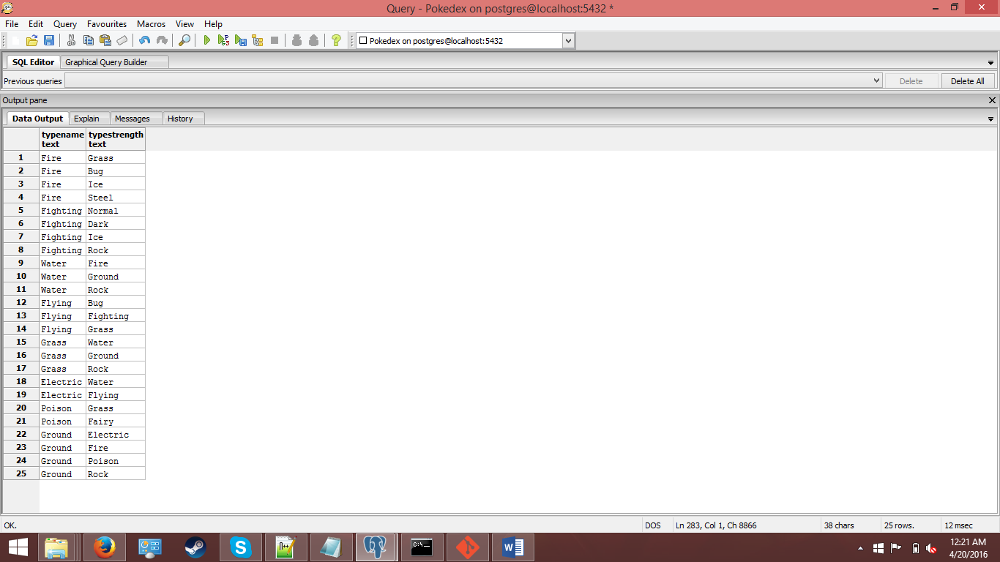 Query - Pokedex on postgres@localhost:5432 *
File Edit Query Favourites Macros View Help
Pokedex on postgres@localhost:5432
SQL Editor Graphical Query Builder
Previous queries Delete Delete All
Output pane
Data Output Explain Messages History
typename typestrength
text text
1 Fire Grass
2 Fire Bug
3 Fire Ice
4 Fire Steel
5 Fighting Normal
6 Fighting Dark
7 Fighting Ice
8 Fighting Rock
9 Water Fire
10 Water Ground
11 Water Rock
12 Flying Bug
13 Flying Fighting
14 Flying Grass
15 Grass Water
16 Grass Ground
17 Grass Rock
18 Electric Water
19 Electric Flying
20 Poison Grass
21 Poison Fairy
22 Ground Electric
23 Ground Fire
24 Ground Poison
25 Ground Rock
OK. DOS Ln 283, Col 1, Ch 8866 38 chars 25 rows. 12 msec
12:21 AM
4/20/2016